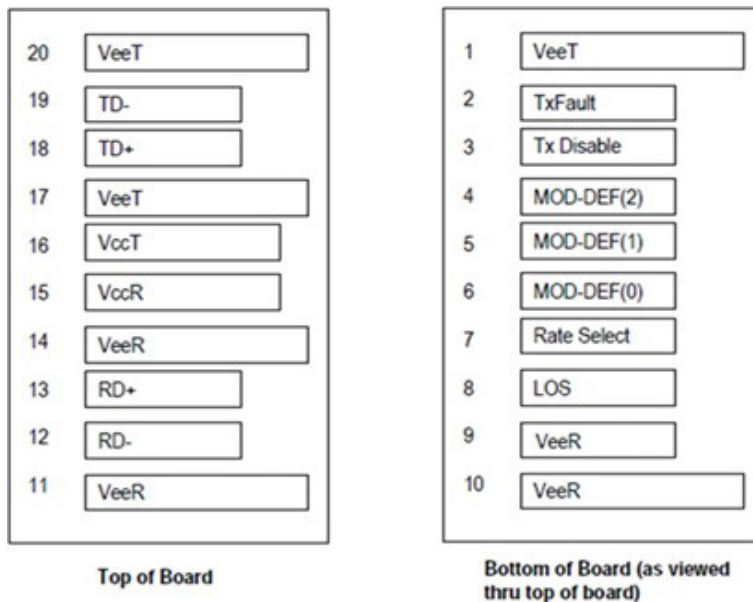 20 VeeT
19 TD-
18 TD+
17 VeeT
16 VccT
15 VccR
14 VeeR
13 RD+
12 RD-
11 VeeR
Top of Board
1 VeeT
2 TxFault
3 Tx Disable
4 MOD-DEF(2)
5 MOD-DEF(1)
6 MOD-DEF(0)
7 Rate Select
8 LOS
9 VeeR
10 VeeR
Bottom of Board (as viewed
thru top of board)